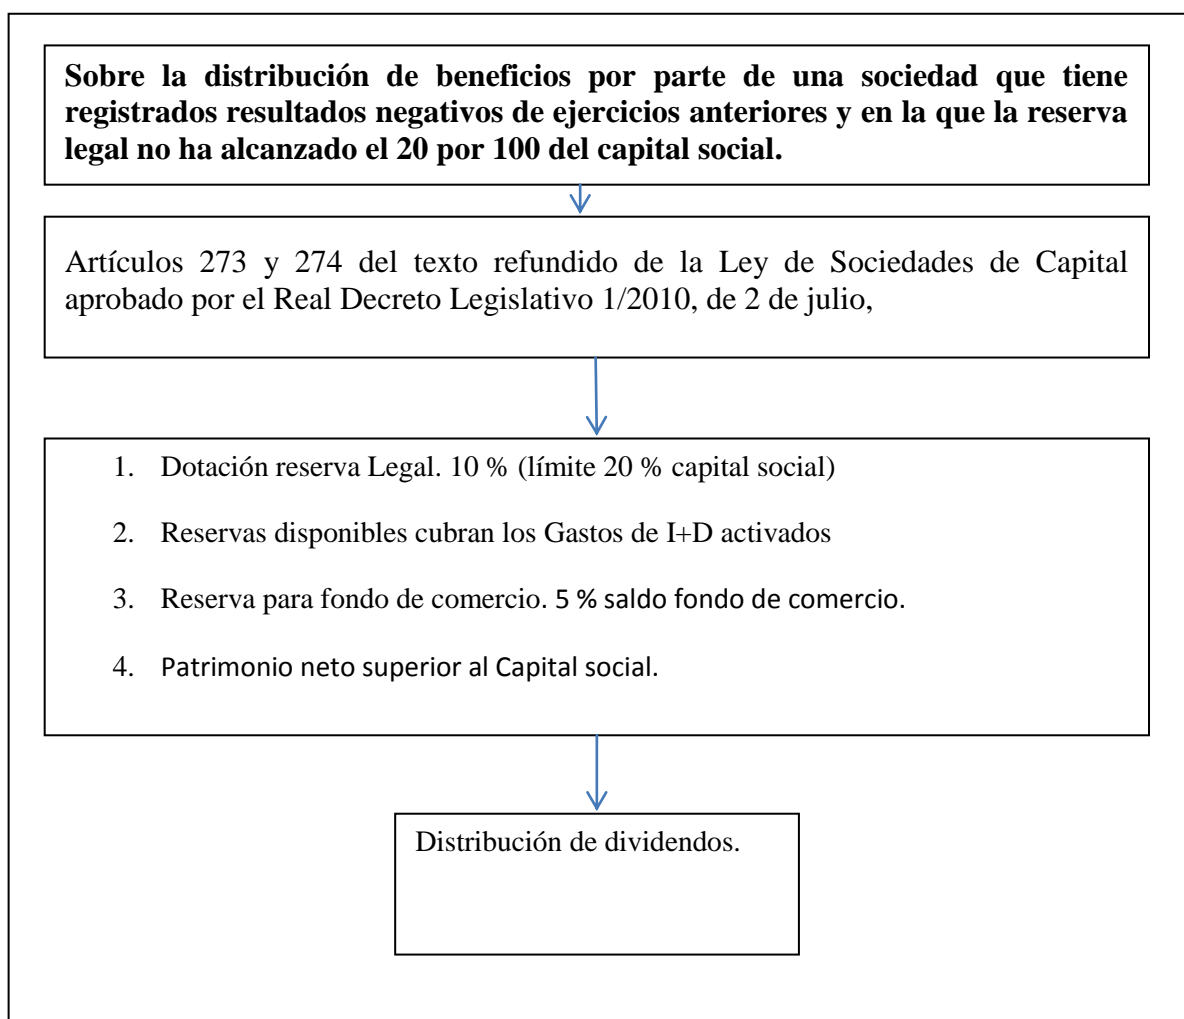 Sobre la distribución de beneficios por parte de una sociedad que tiene
registrados resultados negativos de ejercicios anteriores y en la que la reserva
legal no ha alcanzado el 20 por 100 del capital social.
Artículos 273 y 274 del texto refundido de la Ley de Sociedades de Capital
aprobado por el Real Decreto Legislativo 1/2010, de 2 de julio,
1. Dotación reserva Legal. 10 % (límite 20 % capital social)
2. Reservas disponibles cubran los Gastos de I+D activados
3. Reserva para fondo de comercio. 5 % saldo fondo de comercio.
4. Patrimonio neto superior al Capital social.
Distribución de dividendos.